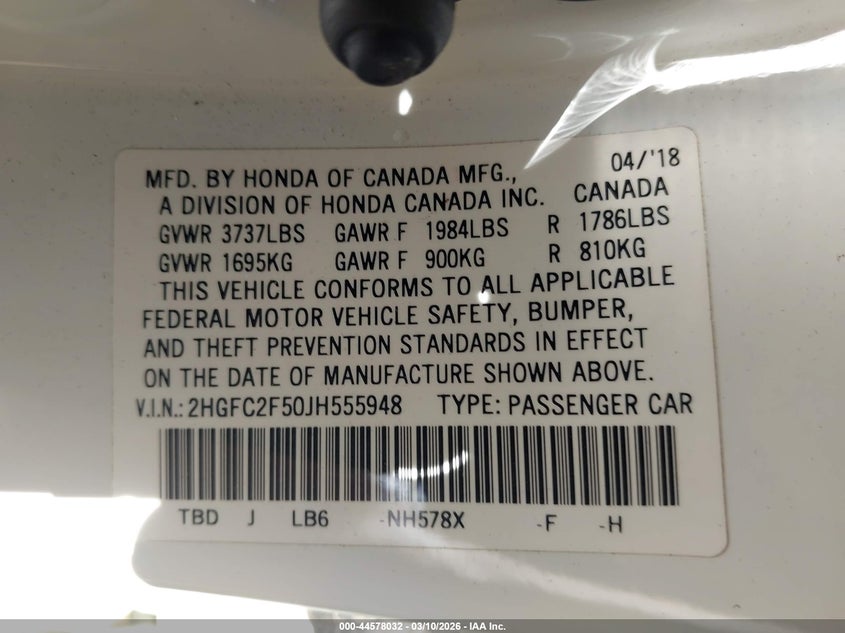 MFD. BY HONDA OF CANADA MFG., 04/'18
A DIVISION OF HONDA CANADA INC. CANADA
GVWR 3737LBS GAWR F 1984LBS R 1786LBS
GVWR 1695KG GAWR F 900KG R 810KG
THIS VEHICLE CONFORMS TO ALL APPLICABLE
FEDERAL MOTOR VEHICLE SAFETY, BUMPER,
AND THEFT PREVENTION STANDARDS IN EFFECT
ON THE DATE OF MANUFACTURE SHOWN ABOVE.
V.I.N.: 2HGFC2F50JH555948 TYPE: PASSENGER CAR
TBD J LB6 -NH578X -F -H
000-44578032 — 03/10/2026 — IAA Inc.